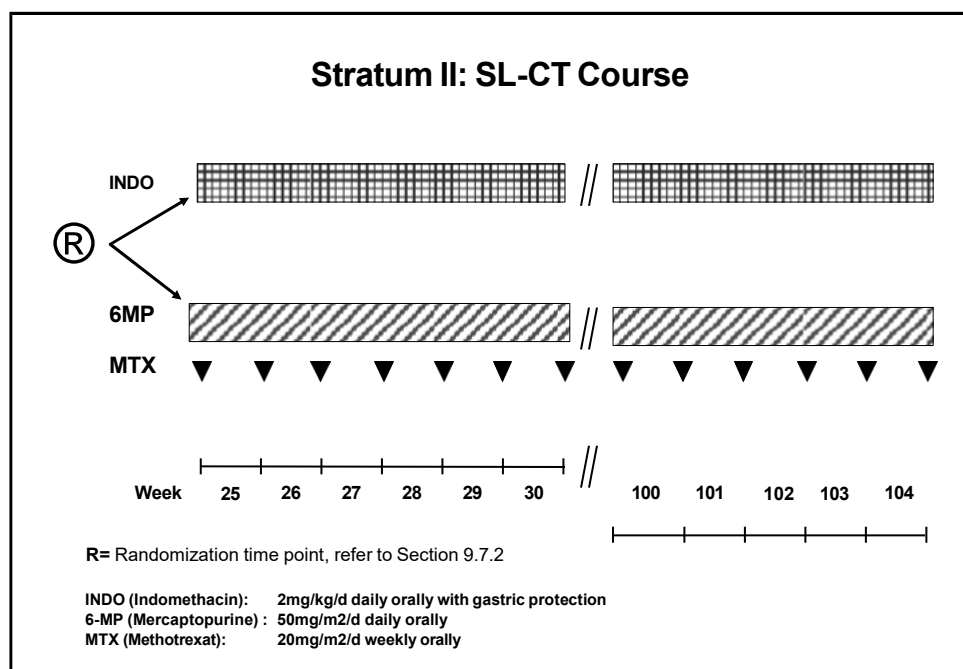 Stratum II: SL-CT Course
INDO
R
6MP
MTX
Week 25 26 27 28 29 30 100 101 102 103 104
R= Randomization time point, refer to Section 9.7.2
INDO (Indomethacin): 2mg/kg/d daily orally with gastric protection
6-MP (Mercaptopurine) : 50mg/m2/d daily orally
MTX (Methotrexat): 20mg/m2/d weekly orally